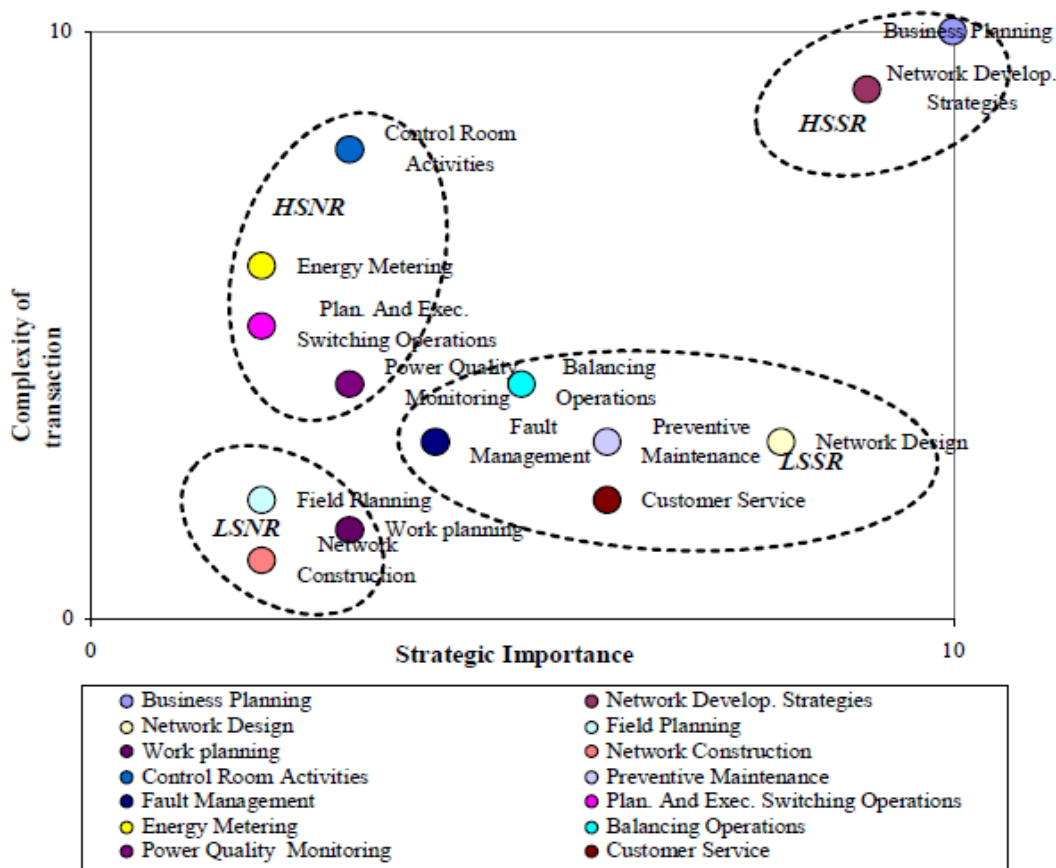 10
Business Planning
Network Develop.
Strategies
HSSR
Control Room
Activities
HSNR
Energy Metering
Plan. And Exec.
Switching Operations
Power Quality
Monitoring
Balancing
Operations
Fault
Management
Preventive
Maintenance
Network Design
LSSR
Customer Service
Field Planning
LSNR
Work planning
Network
Construction
Complexity of
transaction
0
0
Strategic Importance
10
Business Planning
Network Develop. Strategies
Network Design
Field Planning
Work planning
Network Construction
Control Room Activities
Preventive Maintenance
Fault Management
Plan. And Exec. Switching Operations
Energy Metering
Balancing Operations
Power Quality Monitoring
Customer Service